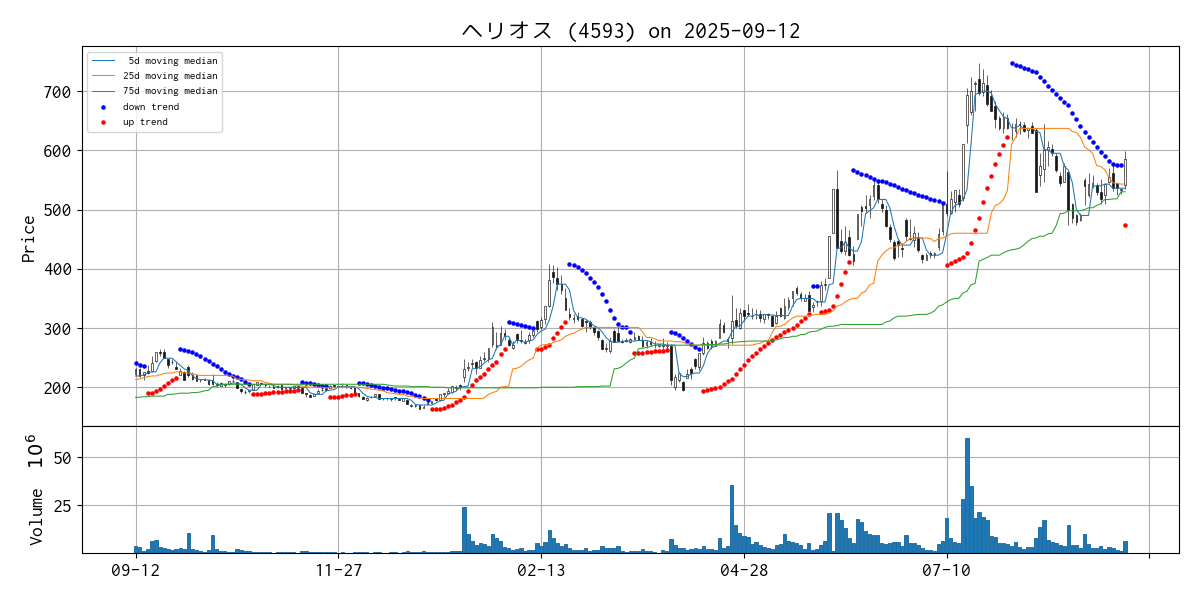 ヘリオス (4593) on 2025-09-12
5d moving median
25d moving median
75d moving median
down trend
up trend
Price
700
600
500
400
300
200
Volume 10^6
50
25
09-12
11-27
02-13
04-28
07-10